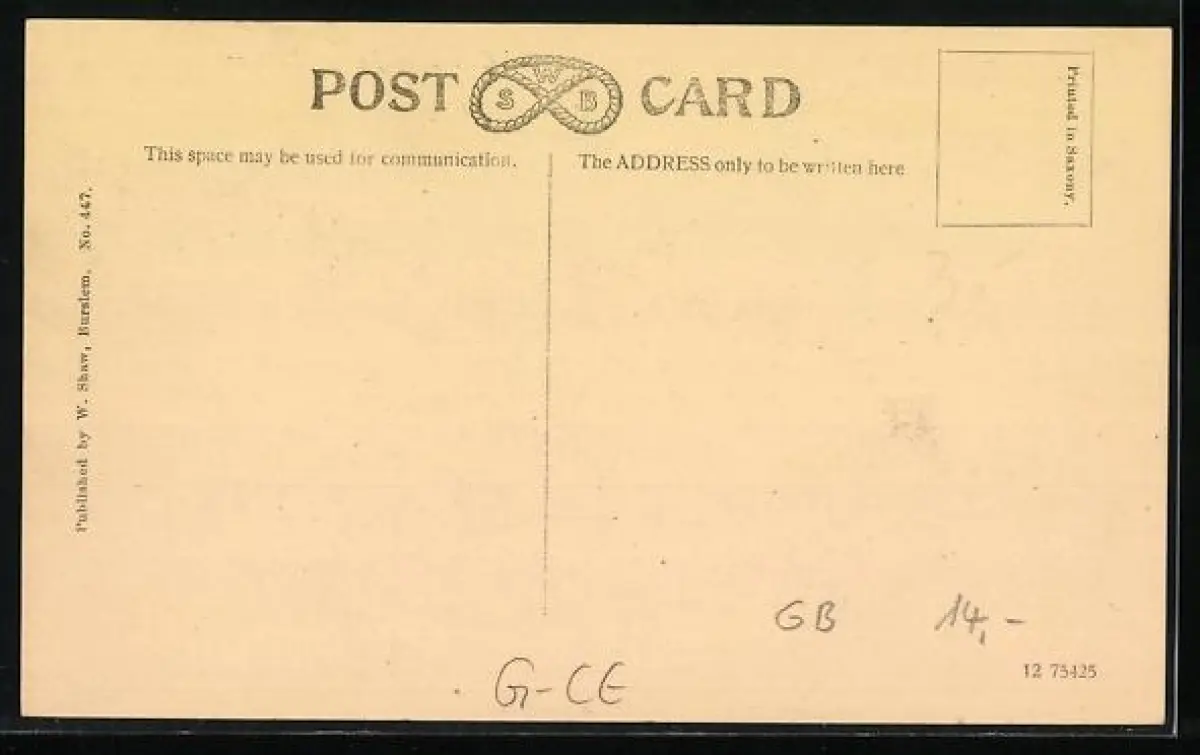 POST SWB CARD
This space may be used for communication.
The ADDRESS only to be written here
Printed in Saxony.
Published by W. Shaw, Burslem. No. 447.
GB 14,-
G-CE
12 75425